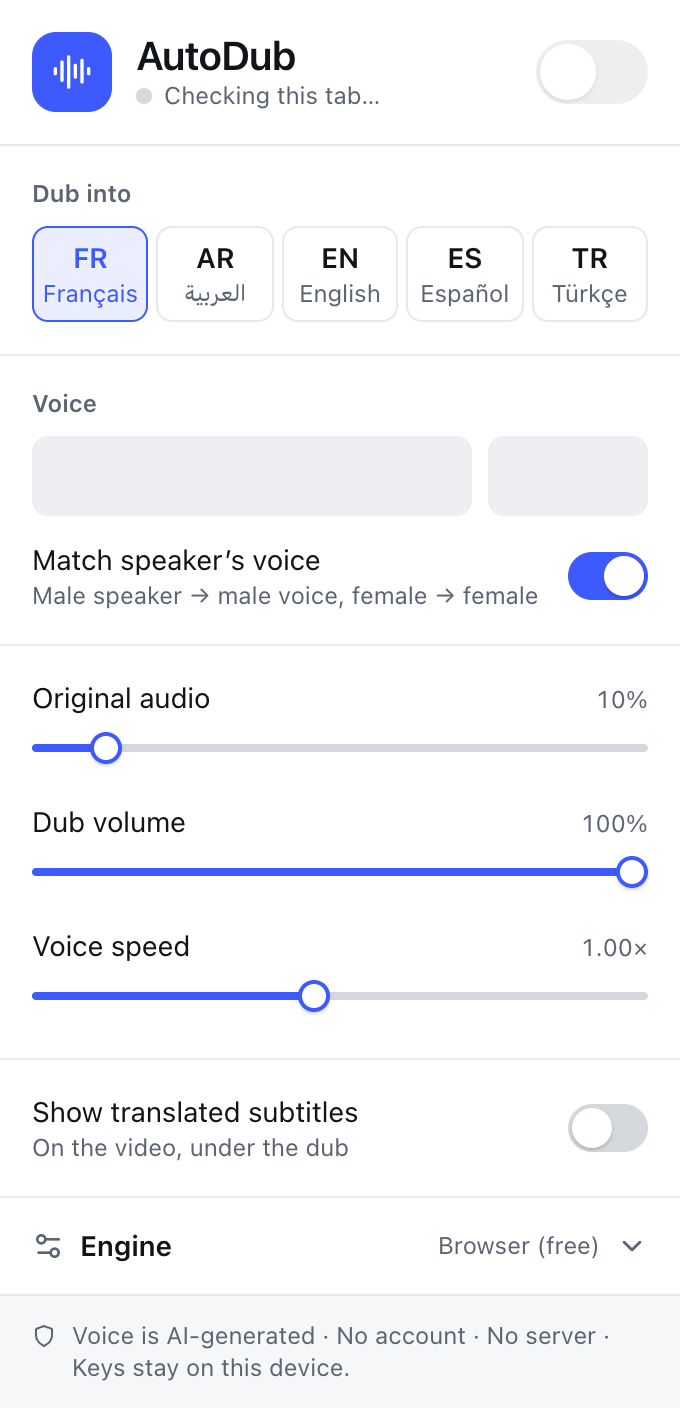 AutoDub
Checking this tab…
Dub into
FR
Français
AR
العربية
EN
English
ES
Español
TR
Türkçe
Voice
Match speaker’s voice
Male speaker → male voice, female → female
Original audio
10%
Dub volume
100%
Voice speed
1.00×
Show translated subtitles
On the video, under the dub
Engine
Browser (free)
Voice is AI-generated · No account · No server ·
Keys stay on this device.